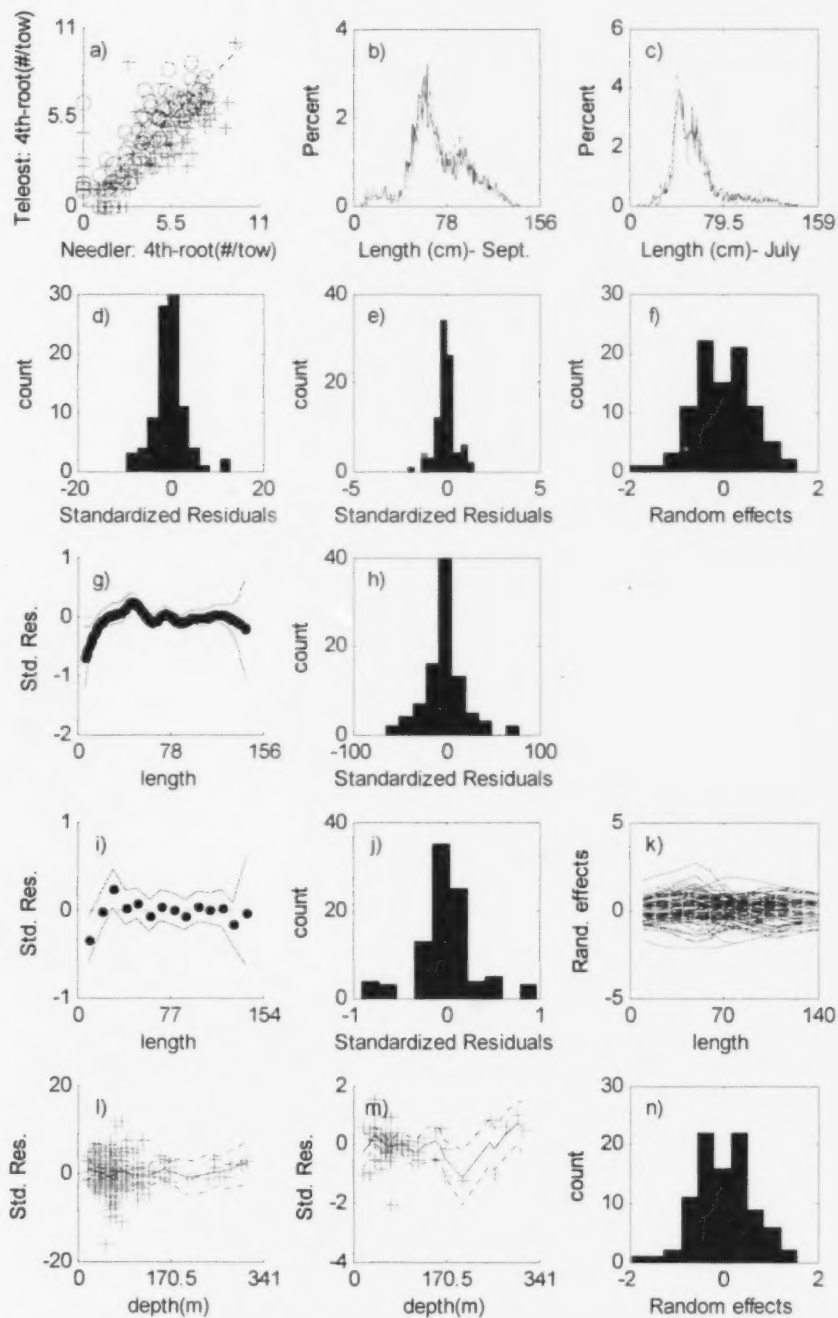 a)
Teleost: 4th-root(#/tow)
11
5.5
0
0 5.5 11
Needler: 4th-root(#/tow)
b)
Percent
4
2
0
0 78 156
Length (cm)- Sept.
c)
Percent
6
4
2
0
0 79.5 159
Length (cm)- July
d)
count
30
20
10
0
-20 0 20
Standardized Residuals
e)
count
40
20
0
-5 0 5
Standardized Residuals
f)
count
30
20
10
0
-2 0 2
Random effects
g)
Std. Res.
1
0
-1
-2
0 78 156
length
h)
count
40
20
0
-100 0 100
Standardized Residuals
i)
Std. Res.
1
0
-1
0 77 154
length
j)
count
40
20
0
-1 0 1
Standardized Residuals
k)
Rand. effects
5
0
-5
0 70 140
length
l)
Std. Res.
20
0
-20
0 170.5 341
depth(m)
m)
Std. Res.
2
0
-2
-4
0 170.5 341
depth(m)
n)
count
30
20
10
0
-2 0 2
Random effects